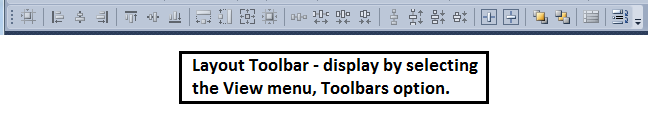 Layout Toolbar - display by selecting
the View menu, Toolbars option.